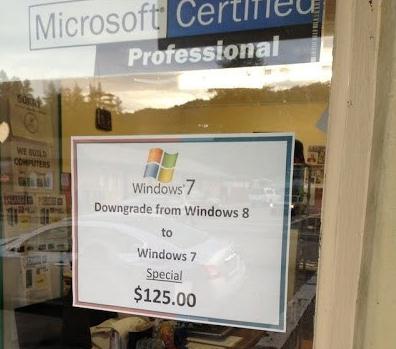 Microsoft Certified
Professional
WE BUILD
COMPUTERS
Windows 7
Downgrade from Windows 8
to
Windows 7
Special
$125.00